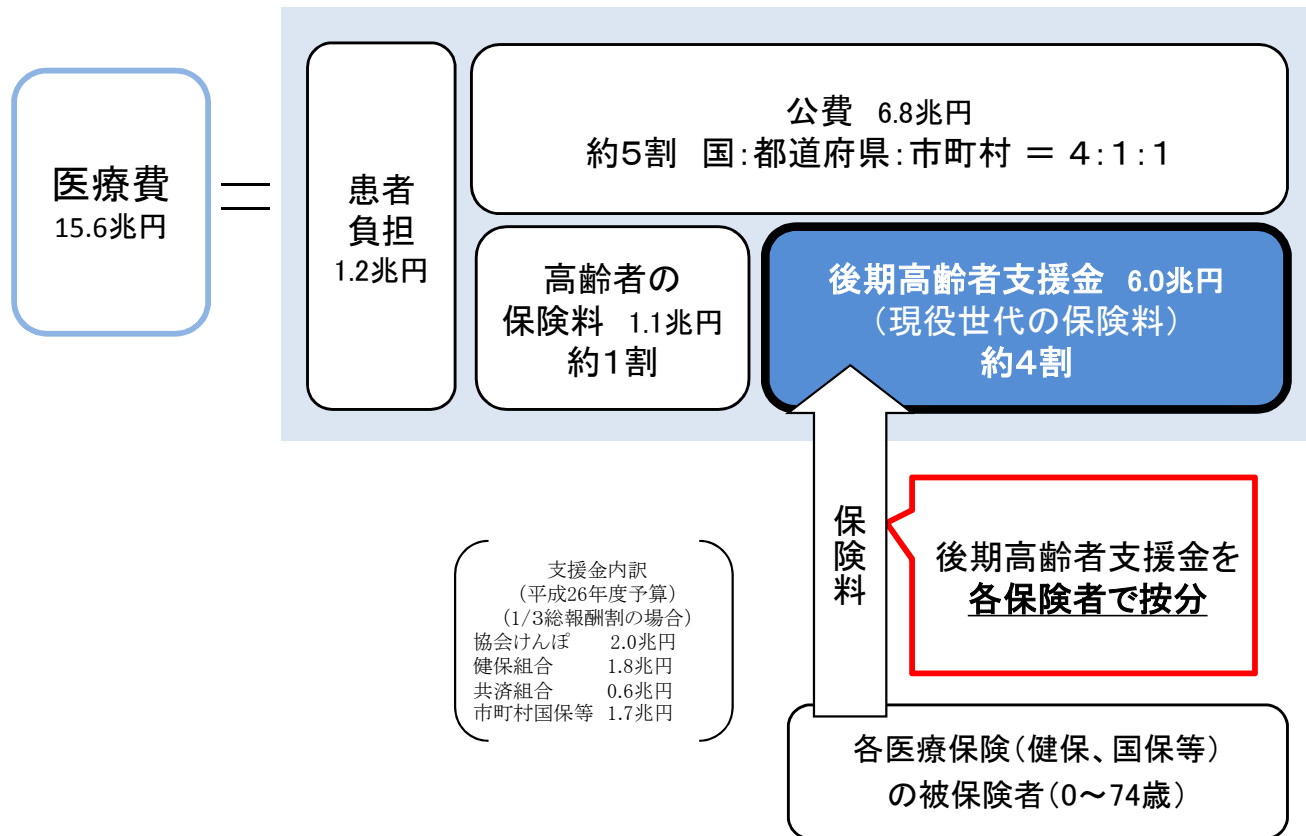 医療費
15.6兆円
=
患者
負担
1.2兆円
公費 6.8兆円
約5割 国:都道府県:市町村 = 4:1:1
高齢者の
保険料 1.1兆円
約1割
後期高齢者支援金 6.0兆円
(現役世代の保険料)
約4割
保険料
後期高齢者支援金を
各保険者で按分
支援金内訳
(平成26年度予算)
(1/3総報酬割の場合)
協会けんぽ 2.0兆円
健保組合 1.8兆円
共済組合 0.6兆円
市町村国保等 1.7兆円
各医療保険(健保、国保等)
の被保険者(0~74歳)